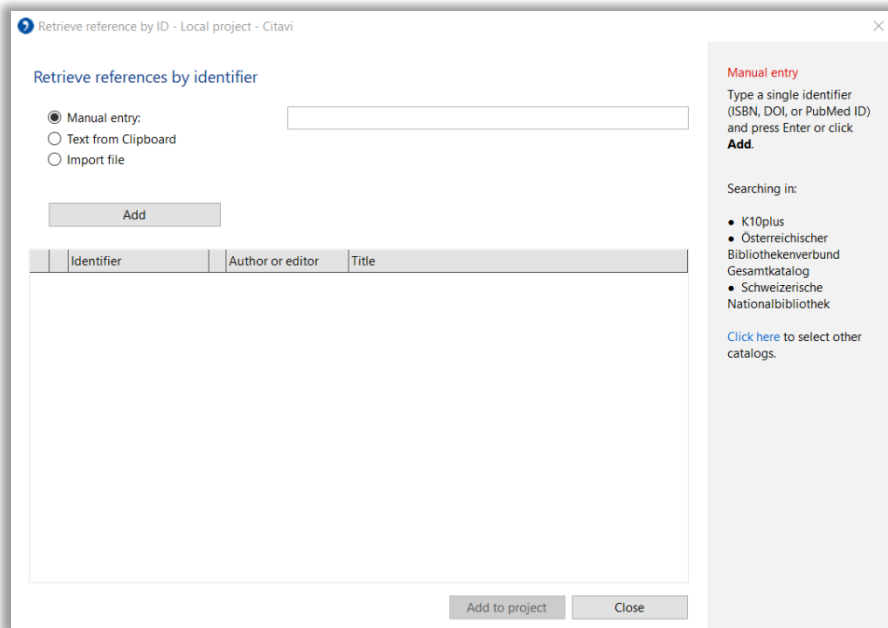 Retrieve reference by ID - Local project - Citavi
Retrieve references by identifier
Manual entry:
Text from Clipboard
Import file
Add
Identifier Author or editor Title
Add to project Close
Manual entry
Type a single identifier
(ISBN, DOI, or PubMed ID)
and press Enter or click
Add.
Searching in:
● K10plus
● Österreichischer
Bibliothekenverbund
Gesamtkatalog
● Schweizerische
Nationalbibliothek
Click here to select other
catalogs.